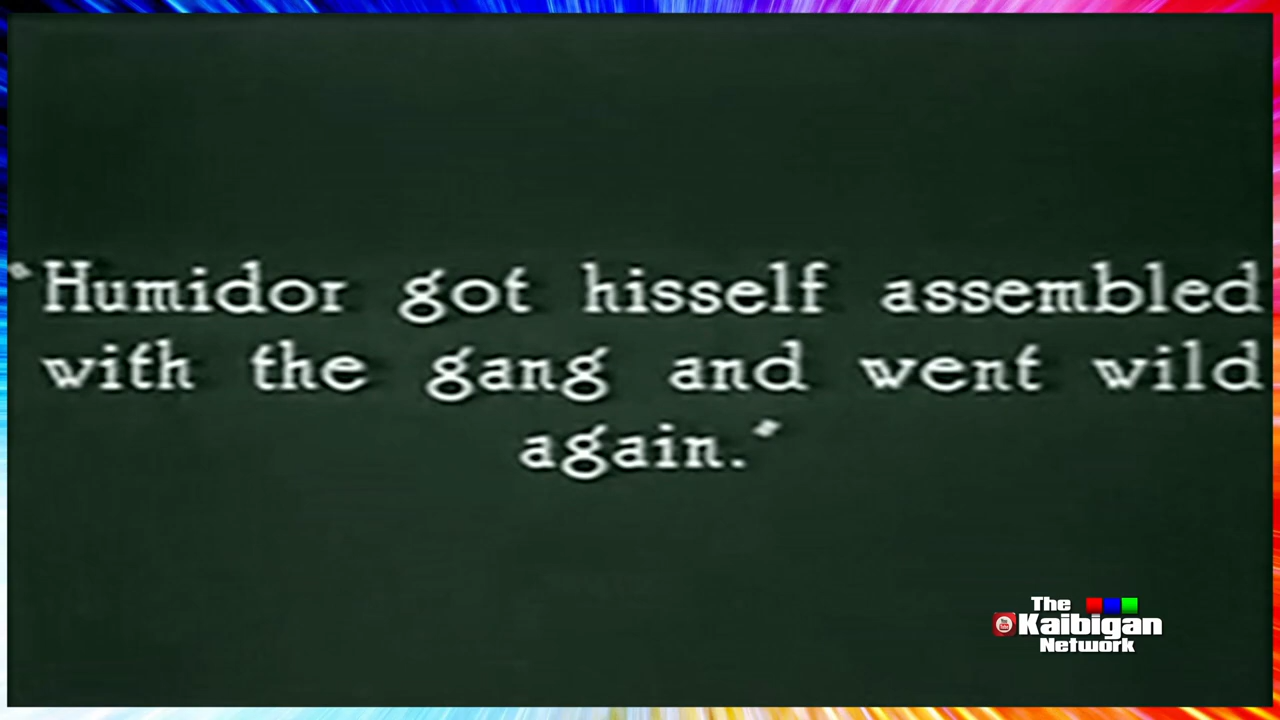 "Humidor got hisself assembled
with the gang and went wild
again."
The
Kaibigan
Network